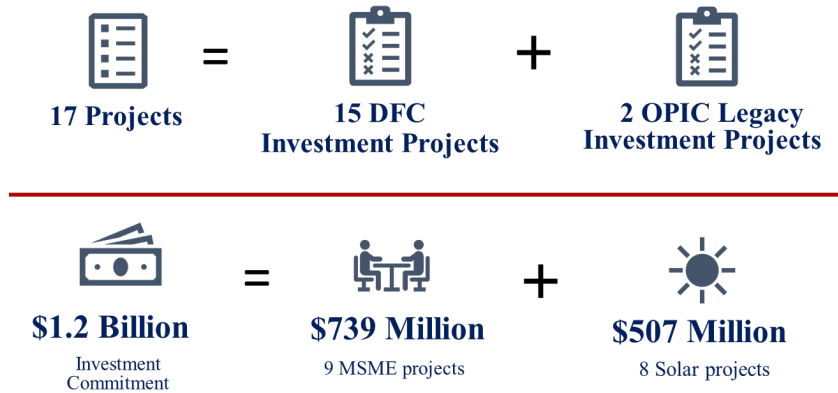 =
+
17 Projects
15 DFC
Investment Projects
2 OPIC Legacy
Investment Projects
=
+
$1.2 Billion
$739 Million
$507 Million
Investment
Commitment
9 MSME projects
8 Solar projects